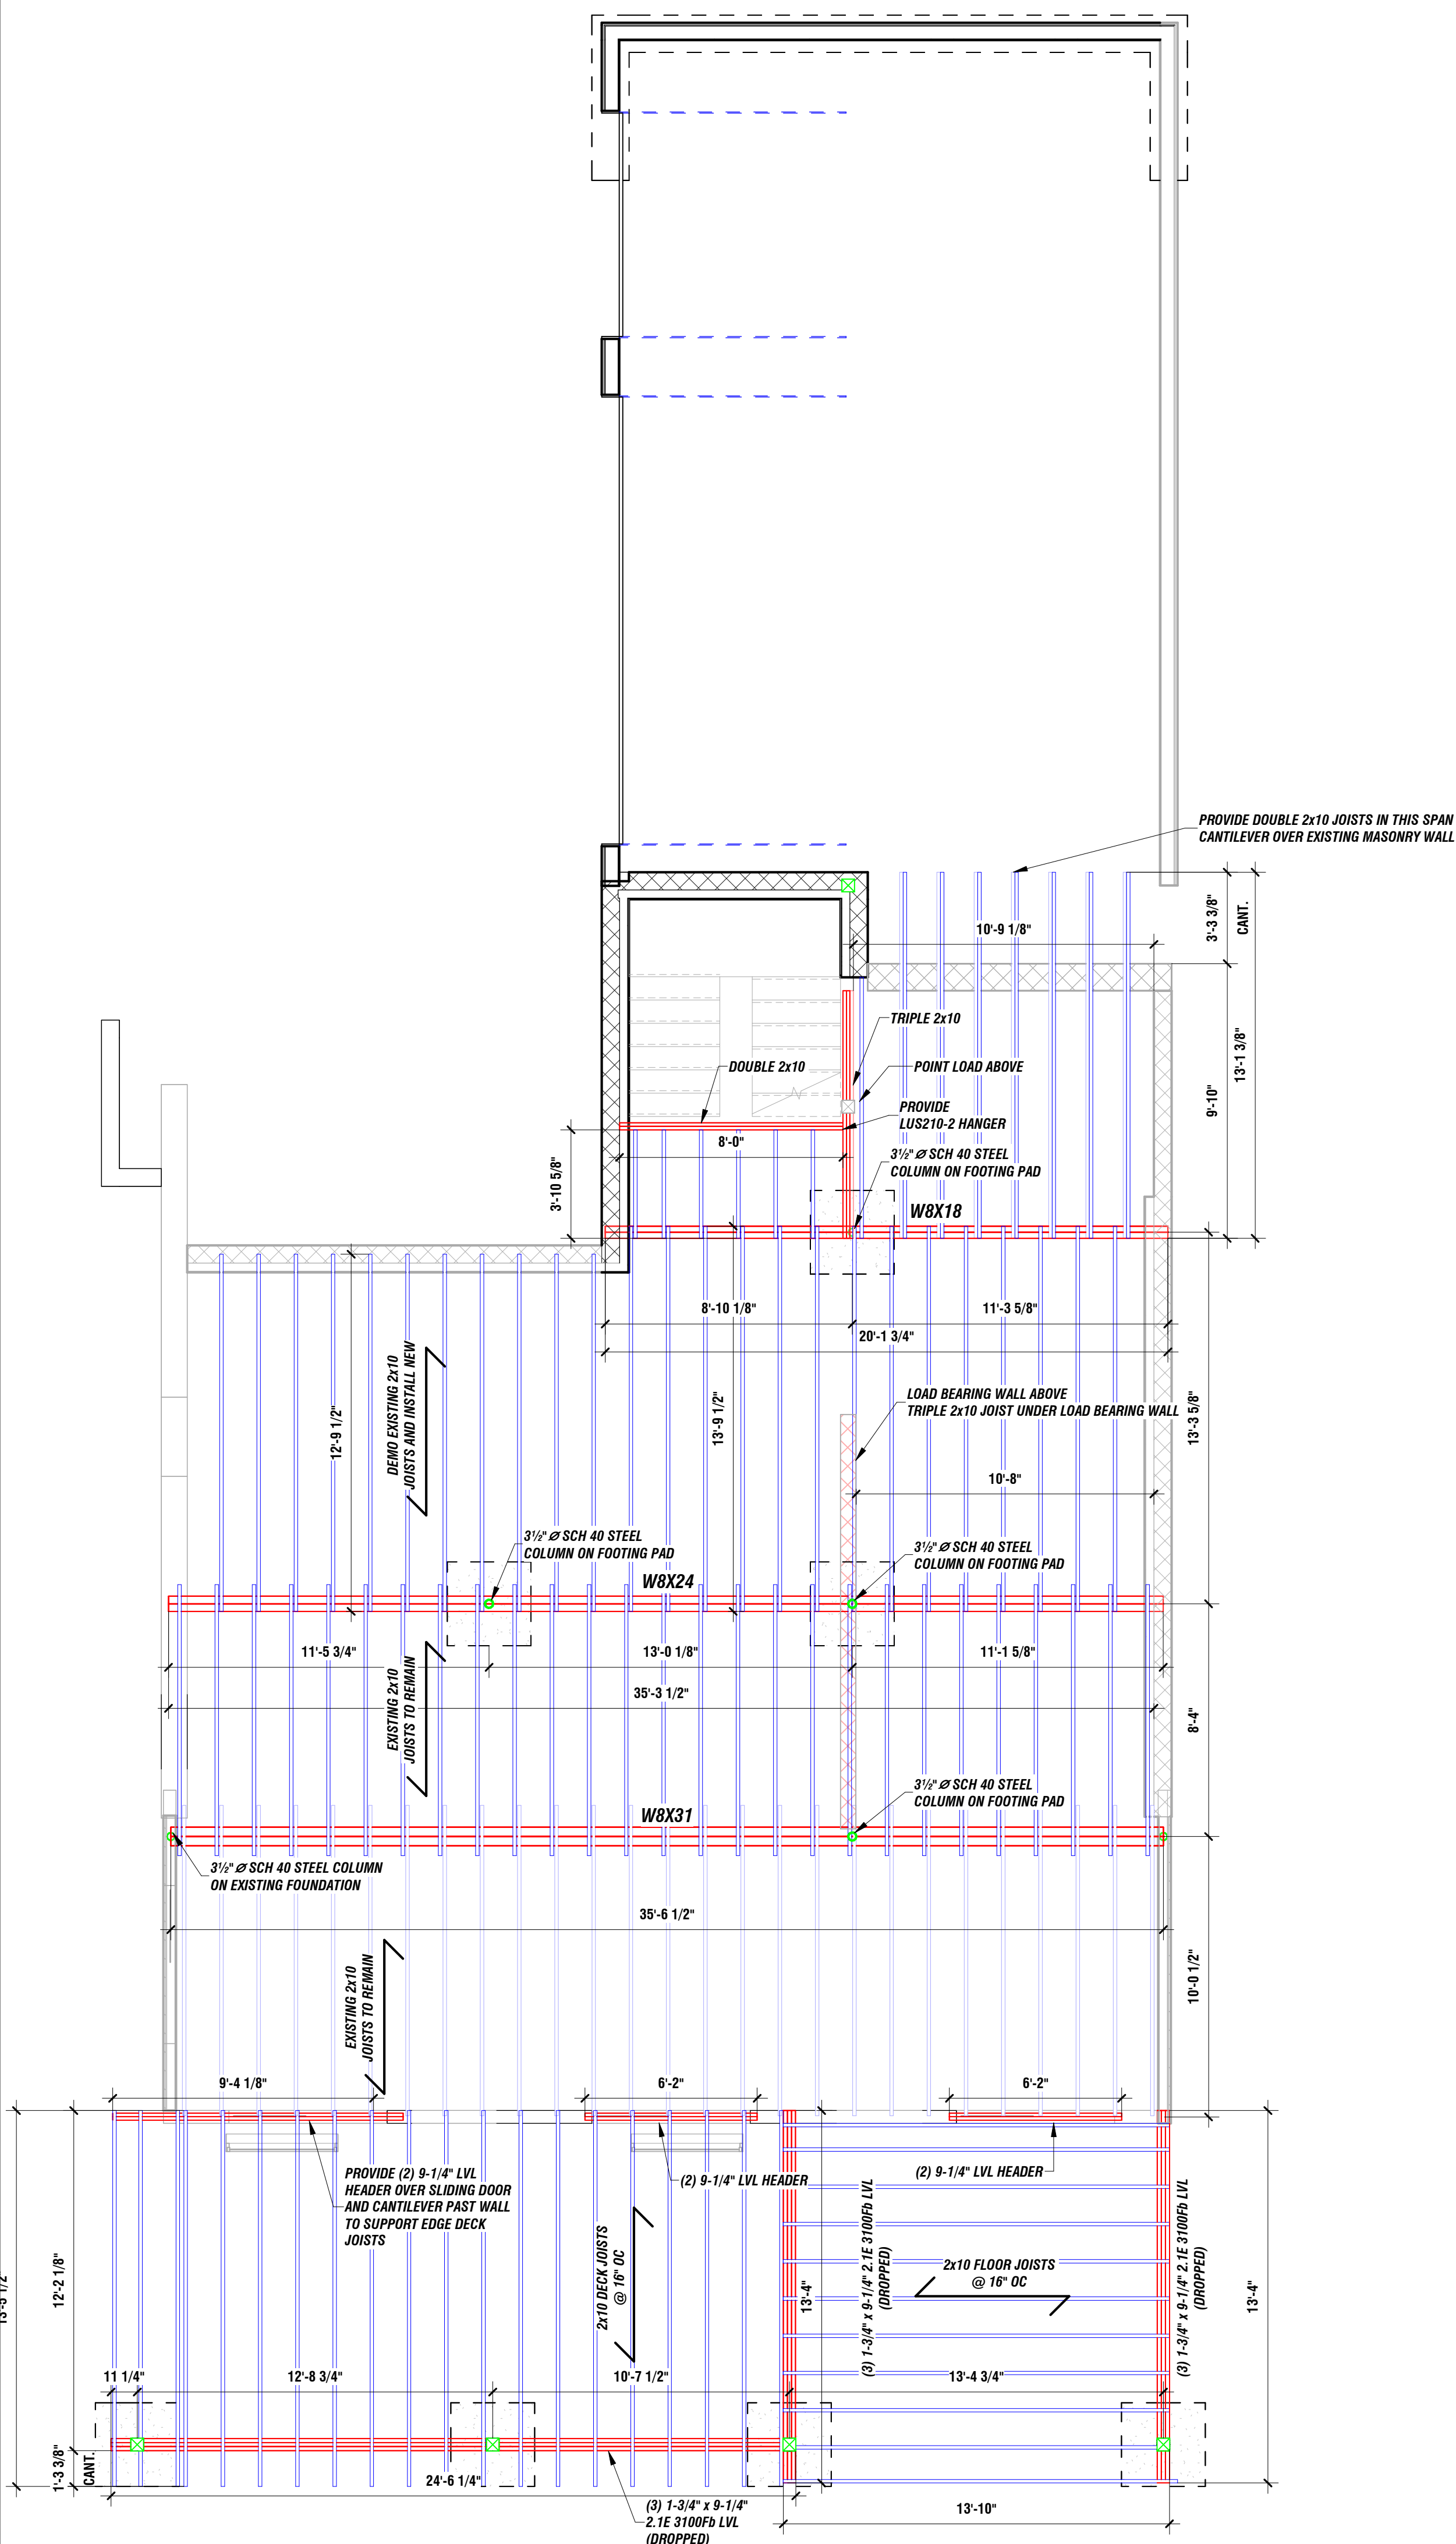 PROVIDE DOUBLE 2x10 JOISTS IN THIS SPAN
CANTILEVER OVER EXISTING MASONRY WALL
3'-3 3/8"
CANT.
10'-9 1/8"
TRIPLE 2x10
13'-1 3/8"
DOUBLE 2x10
POINT LOAD ABOVE
9'-10"
PROVIDE
LUS210-2 HANGER
8'-0"
3½" Ø SCH 40 STEEL
COLUMN ON FOOTING PAD
3'-10 5/8"
W8X18
8'-10 1/8"
11'-3 5/8"
20'-1 3/4"
DEMO EXISTING 2x10
JOISTS AND INSTALL NEW
12'-9 1/2"
13'-9 1/2"
LOAD BEARING WALL ABOVE
TRIPLE 2x10 JOIST UNDER LOAD BEARING WALL
13'-3 5/8"
10'-8"
3½" Ø SCH 40 STEEL
COLUMN ON FOOTING PAD
3½" Ø SCH 40 STEEL
COLUMN ON FOOTING PAD
W8X24
11'-5 3/4"
13'-0 1/8"
11'-1 5/8"
35'-3 1/2"
EXISTING 2x10
JOISTS TO REMAIN
8'-4"
3½" Ø SCH 40 STEEL
COLUMN ON FOOTING PAD
W8X31
3½" Ø SCH 40 STEEL COLUMN
ON EXISTING FOUNDATION
35'-6 1/2"
EXISTING 2x10
JOISTS TO REMAIN
10'-0 1/2"
9'-4 1/8"
6'-2"
6'-2"
PROVIDE (2) 9-1/4" LVL
HEADER OVER SLIDING DOOR
AND CANTILEVER PAST WALL
TO SUPPORT EDGE DECK
JOISTS
(2) 9-1/4" LVL HEADER
(2) 9-1/4" LVL HEADER
2x10 DECK JOISTS
@ 16" OC
13'-4"
(3) 1-3/4" x 9-1/4" 2.1E 3100Fb LVL
(DROPPED)
2x10 FLOOR JOISTS
@ 16" OC
(3) 1-3/4" x 9-1/4" 2.1E 3100Fb LVL
(DROPPED)
13'-4"
13'-5 1/2"
12'-2 1/8"
11 1/4"
12'-8 3/4"
10'-7 1/2"
13'-4 3/4"
1'-3 3/8"
CANT.
24'-6 1/4"
(3) 1-3/4" x 9-1/4"
2.1E 3100Fb LVL
(DROPPED)
13'-10"